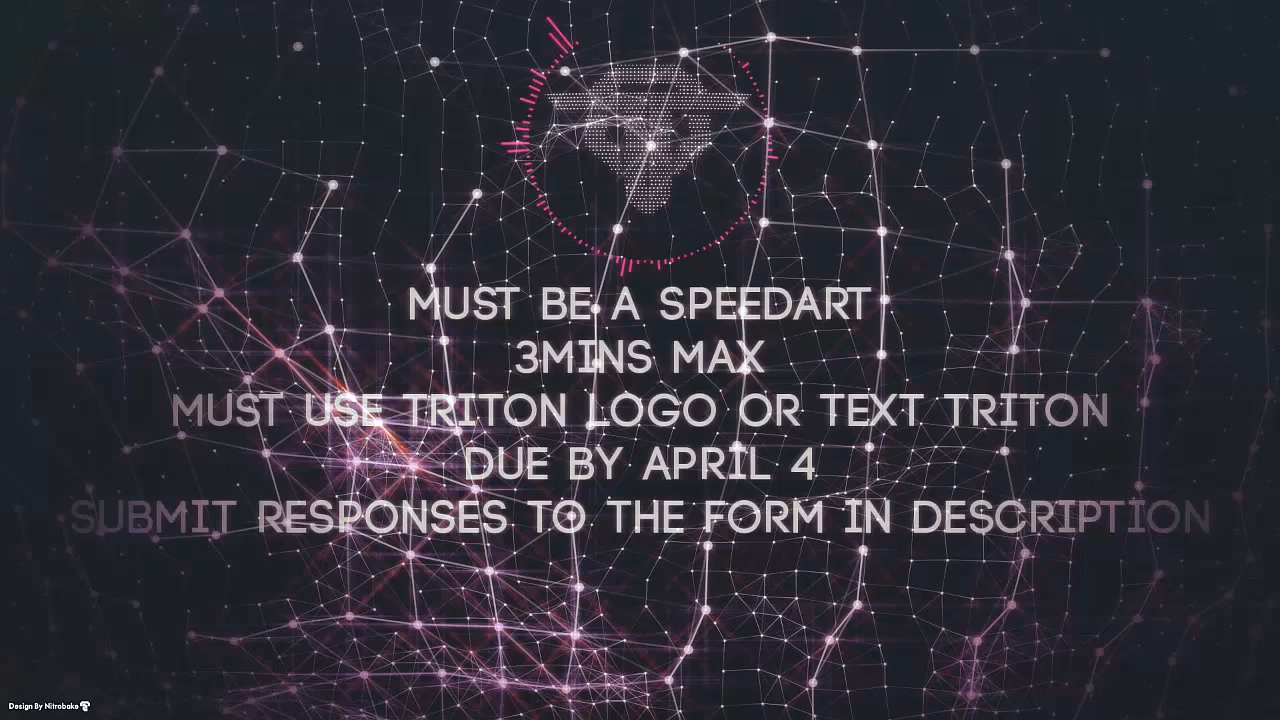 MUST BE A SPEEDART
3MINS MAX
MUST USE TRITON LOGO OR TEXT TRITON
DUE BY APRIL 4
SUBMIT RESPONSES TO THE FORM IN DESCRIPTION
Design By Nitrobake